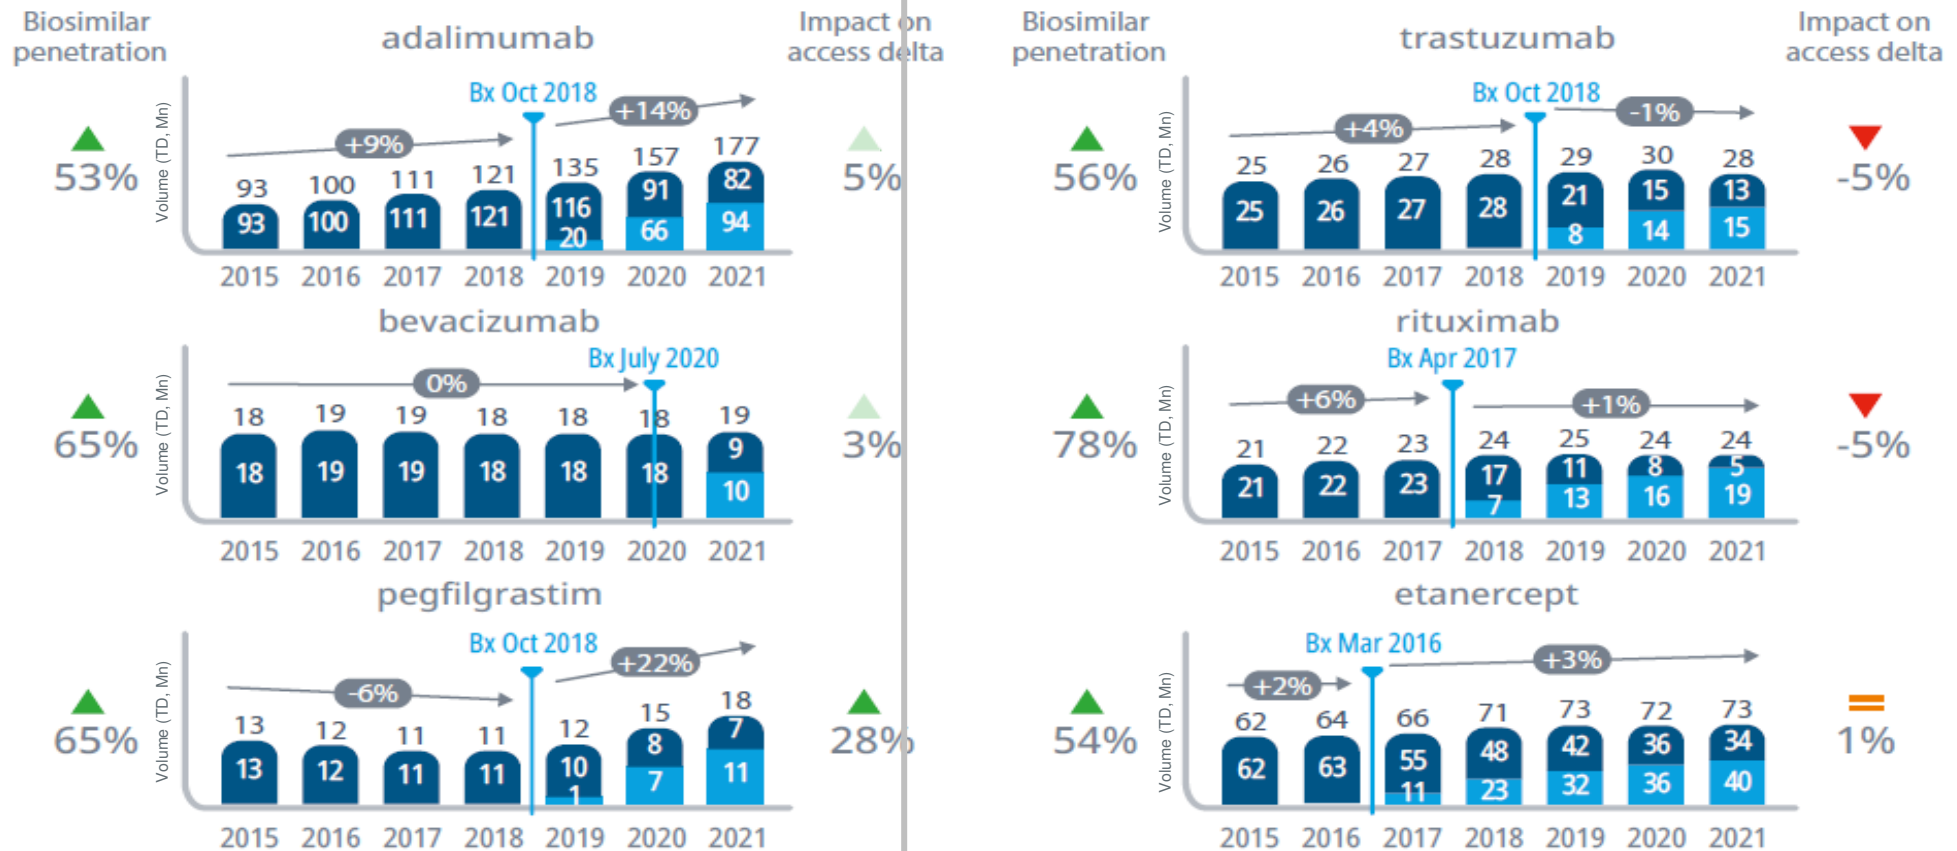 Biosimilar
penetration
adalimumab
Impact on
access delta
Bx Oct 2018
+9%
+14%
53%
5%
Volume (TD, Mn)
93 100 111 121 135 157 177
93 100 111 121 116 91 82
20 66 94
2015 2016 2017 2018 2019 2020 2021
bevacizumab
Bx July 2020
0%
65%
3%
Volume (TD, Mn)
18 19 19 18 18 18 19
18 19 19 18 18 18 9
10
2015 2016 2017 2018 2019 2020 2021
pegfilgrastim
Bx Oct 2018
-6%
+22%
65%
28%
Volume (TD, Mn)
13 12 11 11 12 15 18
13 12 11 11 10 8 7
1 7 11
2015 2016 2017 2018 2019 2020 2021
Biosimilar
penetration
trastuzumab
Impact on
access delta
Bx Oct 2018
+4%
-1%
56%
-5%
Volume (TD, Mn)
25 26 27 28 29 30 28
25 26 27 28 21 15 13
8 14 15
2015 2016 2017 2018 2019 2020 2021
rituximab
Bx Apr 2017
+6%
+1%
78%
-5%
Volume (TD, Mn)
21 22 23 24 25 24 24
21 22 23 17 11 8 5
7 13 16 19
2015 2016 2017 2018 2019 2020 2021
etanercept
Bx Mar 2016
+2%
+3%
54%
1%
Volume (TD, Mn)
62 64 66 71 73 72 73
62 63 55 48 42 36 34
11 23 32 36 40
2015 2016 2017 2018 2019 2020 2021